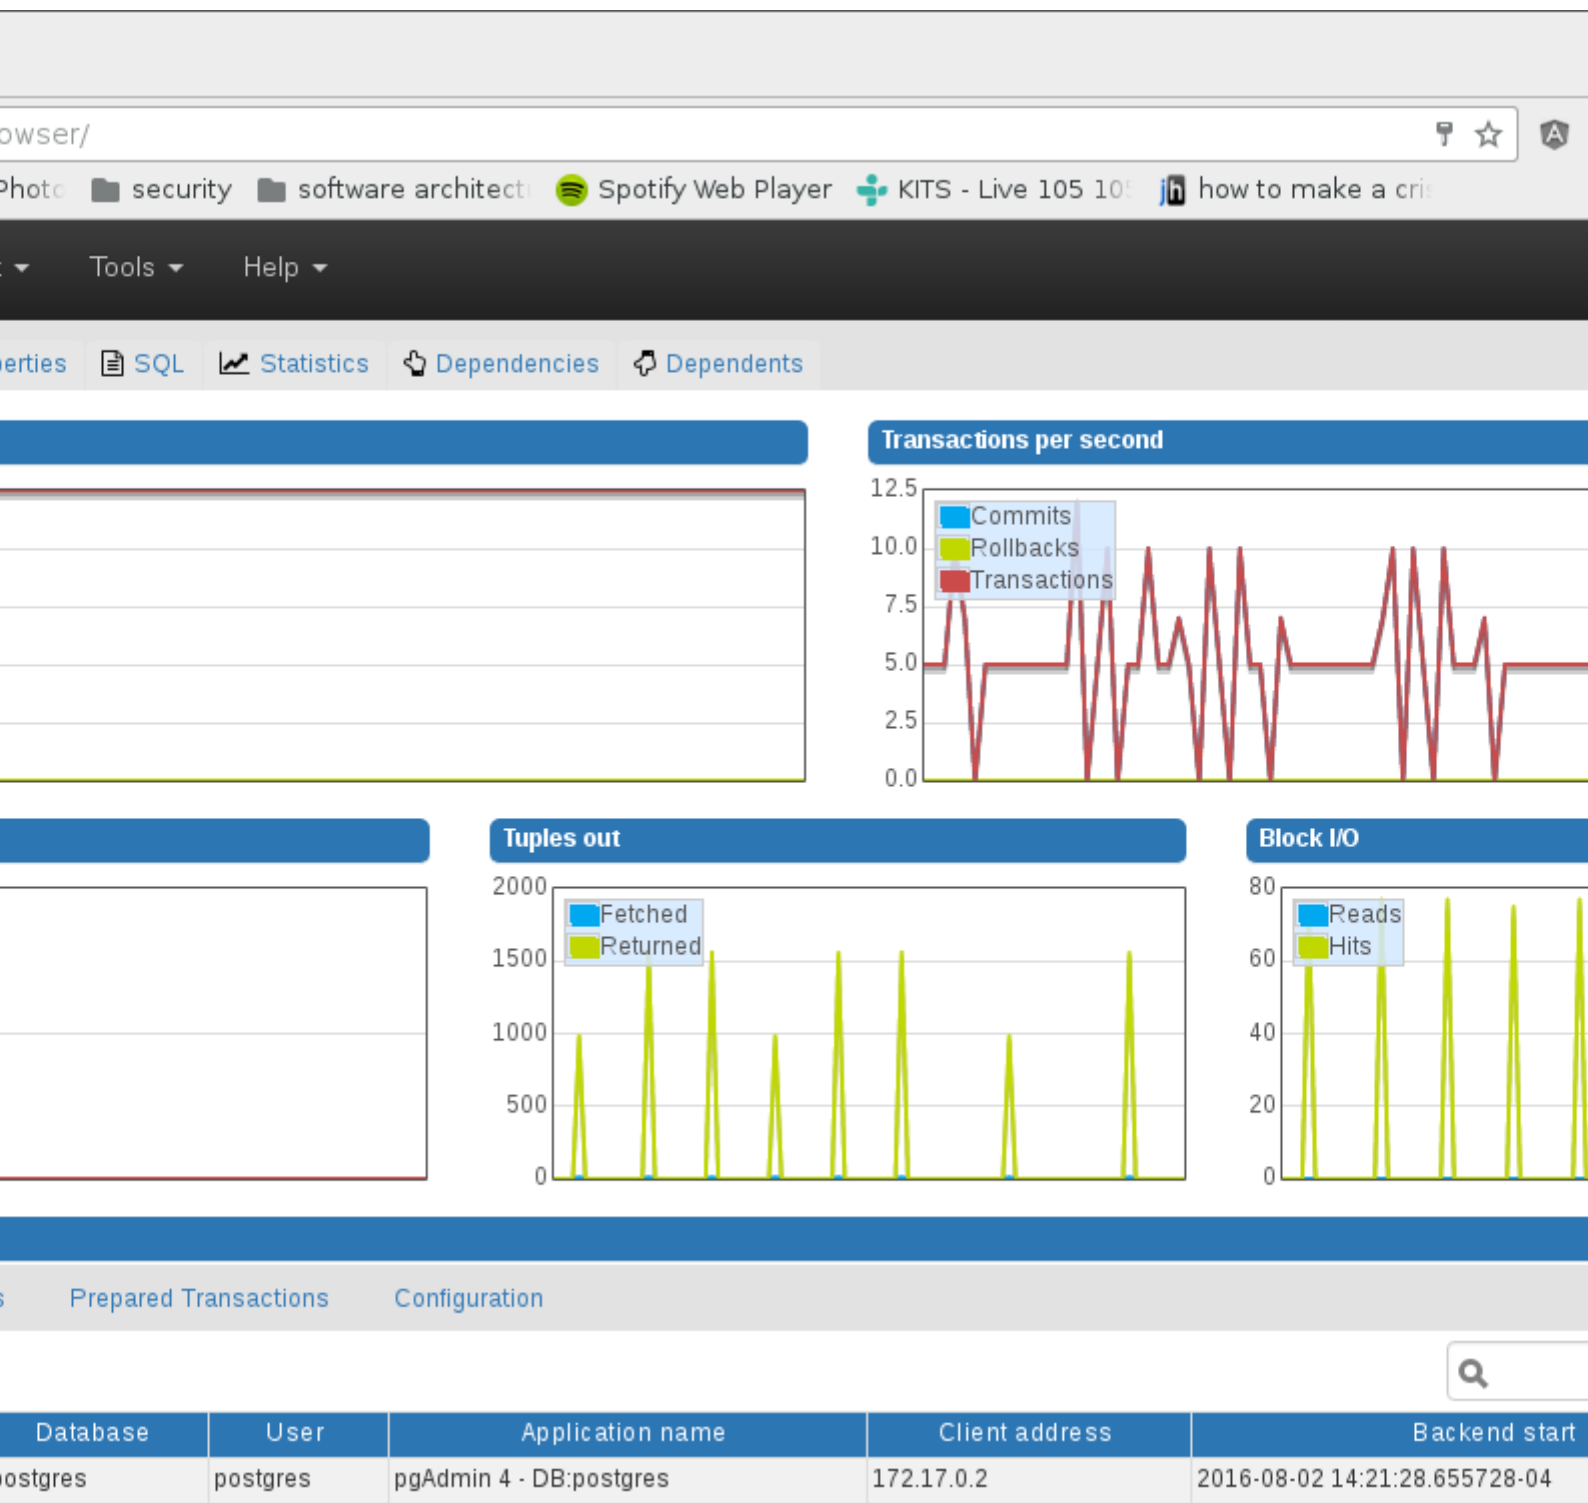 owser/
Photo security software architect Spotify Web Player KITS - Live 105 10 how to make a cri
Tools Help
erties SQL Statistics Dependencies Dependents
Transactions per second
12.5
10.0
7.5
5.0
2.5
0.0
Commits
Rollbacks
Transactions
Tuples out
2000
1500
1000
500
0
Fetched
Returned
Block I/O
80
60
40
20
0
Reads
Hits
s Prepared Transactions Configuration
Database User Application name Client address Backend start
postgres postgres pgAdmin 4 - DB:postgres 172.17.0.2 2016-08-02 14:21:28.655728-04